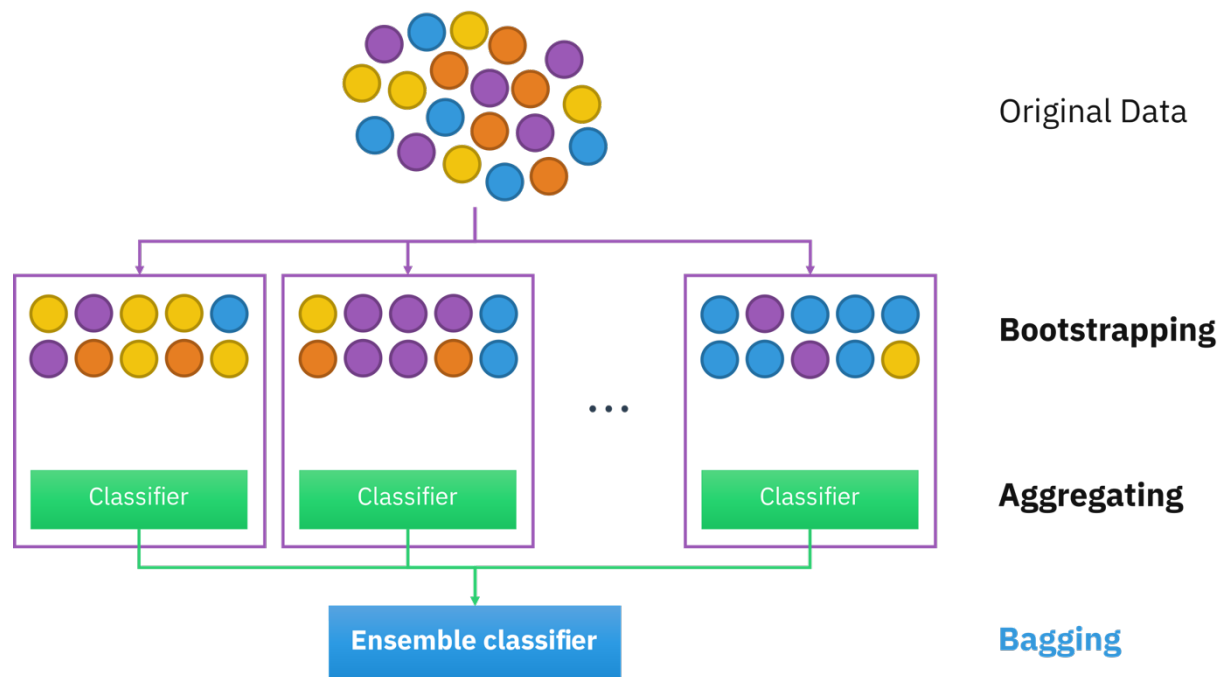 Original Data
Bootstrapping
...
Classifier
Classifier
Classifier
Aggregating
Ensemble classifier
Bagging